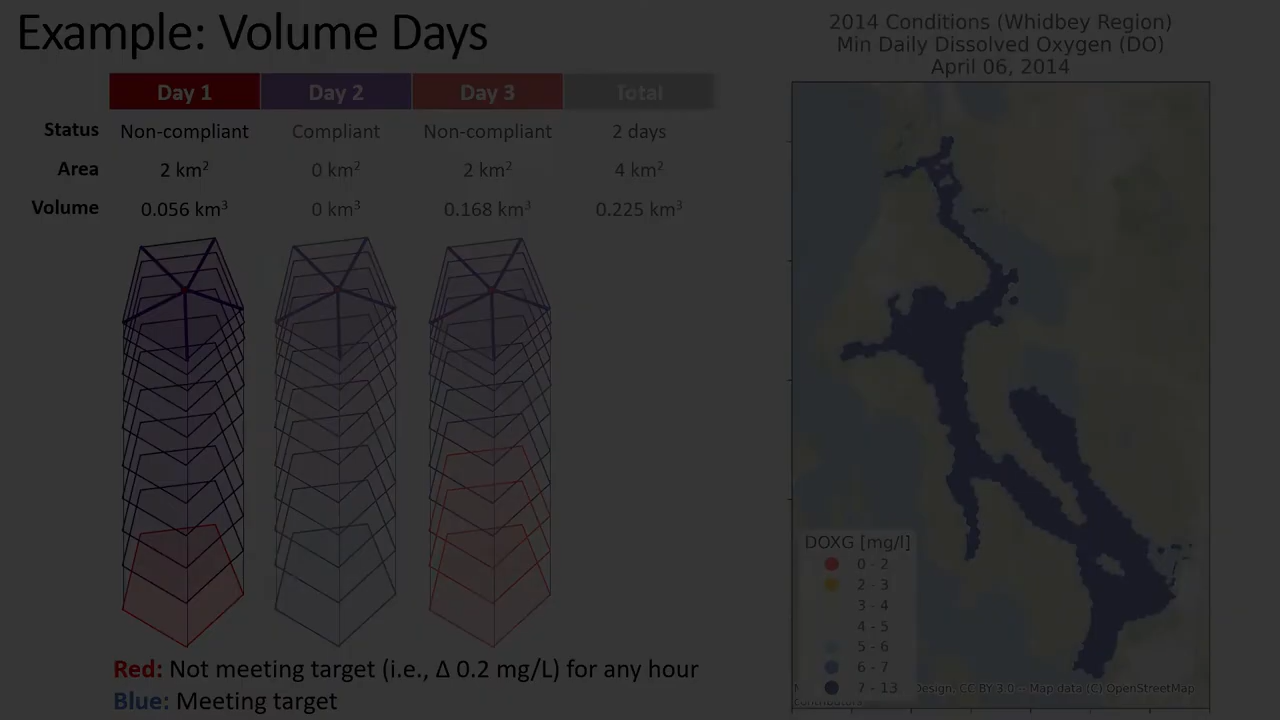 Example: Volume Days
Day 1 Day 2 Day 3 Total
Status Non-compliant Compliant Non-compliant 2 days
Area 2 km² 0 km² 2 km² 4 km²
Volume 0.056 km³ 0 km³ 0.168 km³ 0.225 km³
Red: Not meeting target (i.e., Δ 0.2 mg/L) for any hour
Blue: Meeting target
2014 Conditions (Whidbey Region)
Min Daily Dissolved Oxygen (DO)
April 06, 2014
DOXG [mg/l]
0 - 2
2 - 3
3 - 4
4 - 5
5 - 6
6 - 7
7 - 13
Design, CC BY 3.0 -- Map data (C) OpenStreetMap
contributors